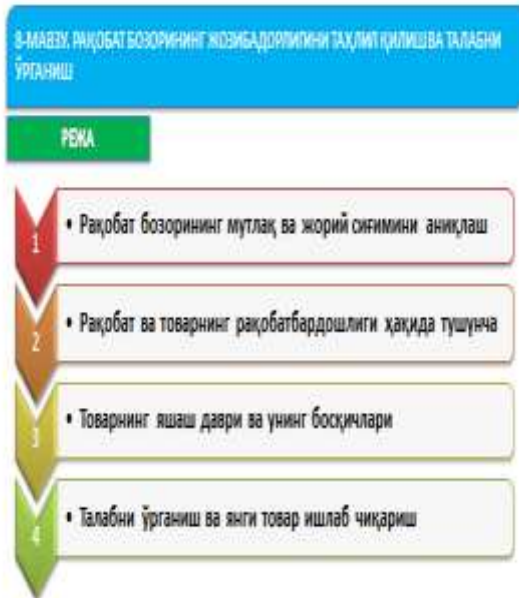 8-МАВЗУ. РАҚОБАТ БОЗОРИНИНГ ЖОЗИБАДОРЛИГИНИ ТАҲЛИЛ ҚИЛИШ ВА ТАЛАБНИ
ЎРГАНИШ
РЕЖА
1
• Рақобат бозорининг мутлақ ва жорий сиғимини аниқлаш
2
• Рақобат ва товарнинг рақобатбардошлиги ҳақида тушунча
3
• Товарнинг яшаш даври ва унинг босқичлари
4
• Талабни ўрганиш ва янги товар ишлаб чиқариш